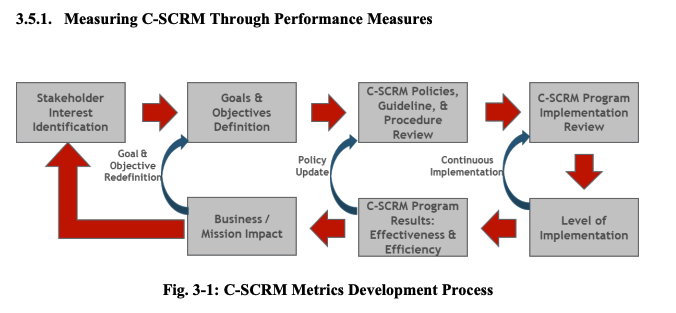 3.5.1. Measuring C-SCRM Through Performance Measures
Stakeholder
Interest
Identification
Goals &
Objectives
Definition
C-SCRM Policies,
Guideline, &
Procedure
Review
C-SCRM Program
Implementation
Review
Goal &
Objective
Redefinition
Policy
Update
Continuous
Implementation
Business /
Mission Impact
C-SCRM Program
Results:
Effectiveness &
Efficiency
Level of
Implementation
Fig. 3-1: C-SCRM Metrics Development Process